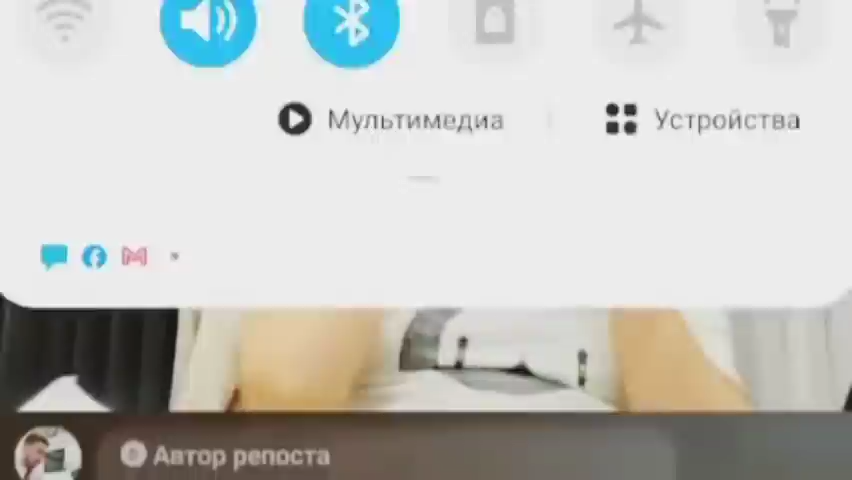 Мультимедиа
Устройства
Автор репоста